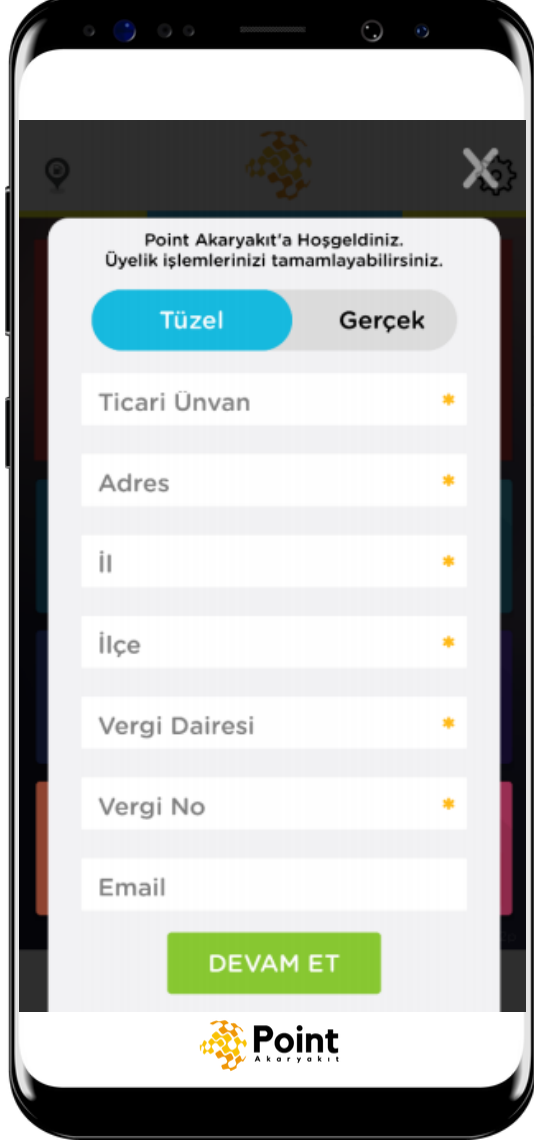 X
Point Akaryakıt'a Hoşgeldiniz.
Üyelik işlemlerinizi tamamlayabilirsiniz.
Tüzel Gerçek
Ticari Ünvan *
Adres *
İl *
İlçe *
Vergi Dairesi *
Vergi No *
Email
DEVAM ET
Point
Akaryakıt